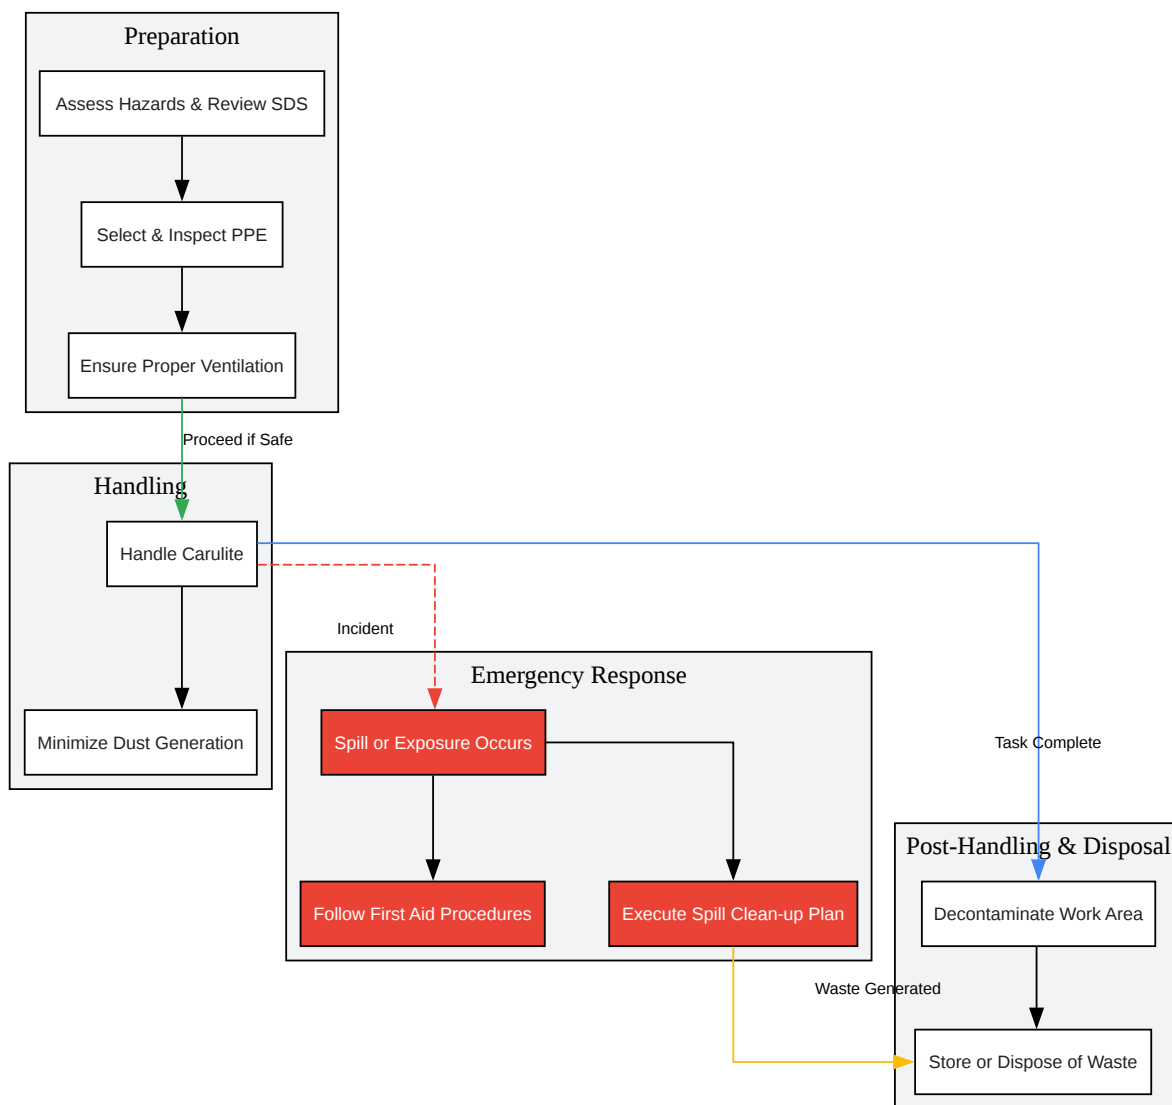 Preparation
Assess Hazards & Review SDS
Select & Inspect PPE
Ensure Proper Ventilation
Proceed if Safe
Handling
Handle Carulite
Incident
Minimize Dust Generation
Emergency Response
Spill or Exposure Occurs
Follow First Aid Procedures
Execute Spill Clean-up Plan
Task Complete
Post-Handling & Disposal
Decontaminate Work Area
Waste Generated
Store or Dispose of Waste